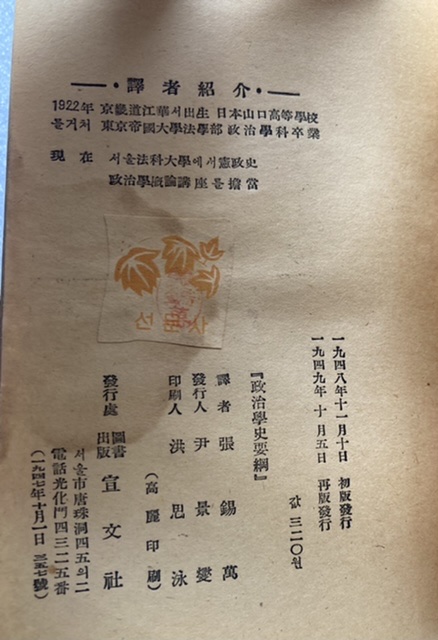 譯者紹介
1922年 京畿道江華서出生 日本山口高等學校
를거처 東京帝國大學法學部 政治學科卒業
現在 서울法科大學에서憲政史
政治學槪論講座를擔當
一九四八年十一月十日 初版發行
一九四九年 十月五日 再版發行
값 三二〇원
『政治學史要綱』
譯者 張錫萬
發行人 尹景燮
印刷人 洪思泳
(高麗印刷)
發行處 圖書出版 宣文社
서울市唐珠洞四五의二
電話光化門四三二五番
(一九四七年十月一日 三五七號)